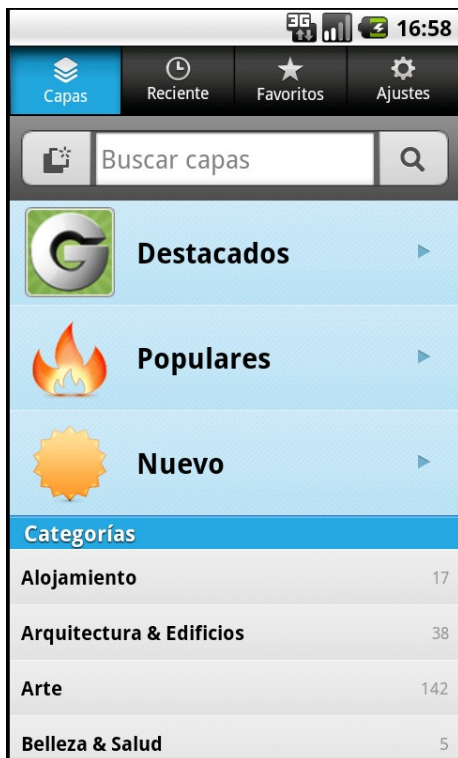 3G 16:58
Capas Reciente Favoritos Ajustes
Buscar capas
G Destacados
Populares
Nuevo
Categorías
Alojamiento 17
Arquitectura & Edificios 38
Arte 142
Belleza & Salud 5